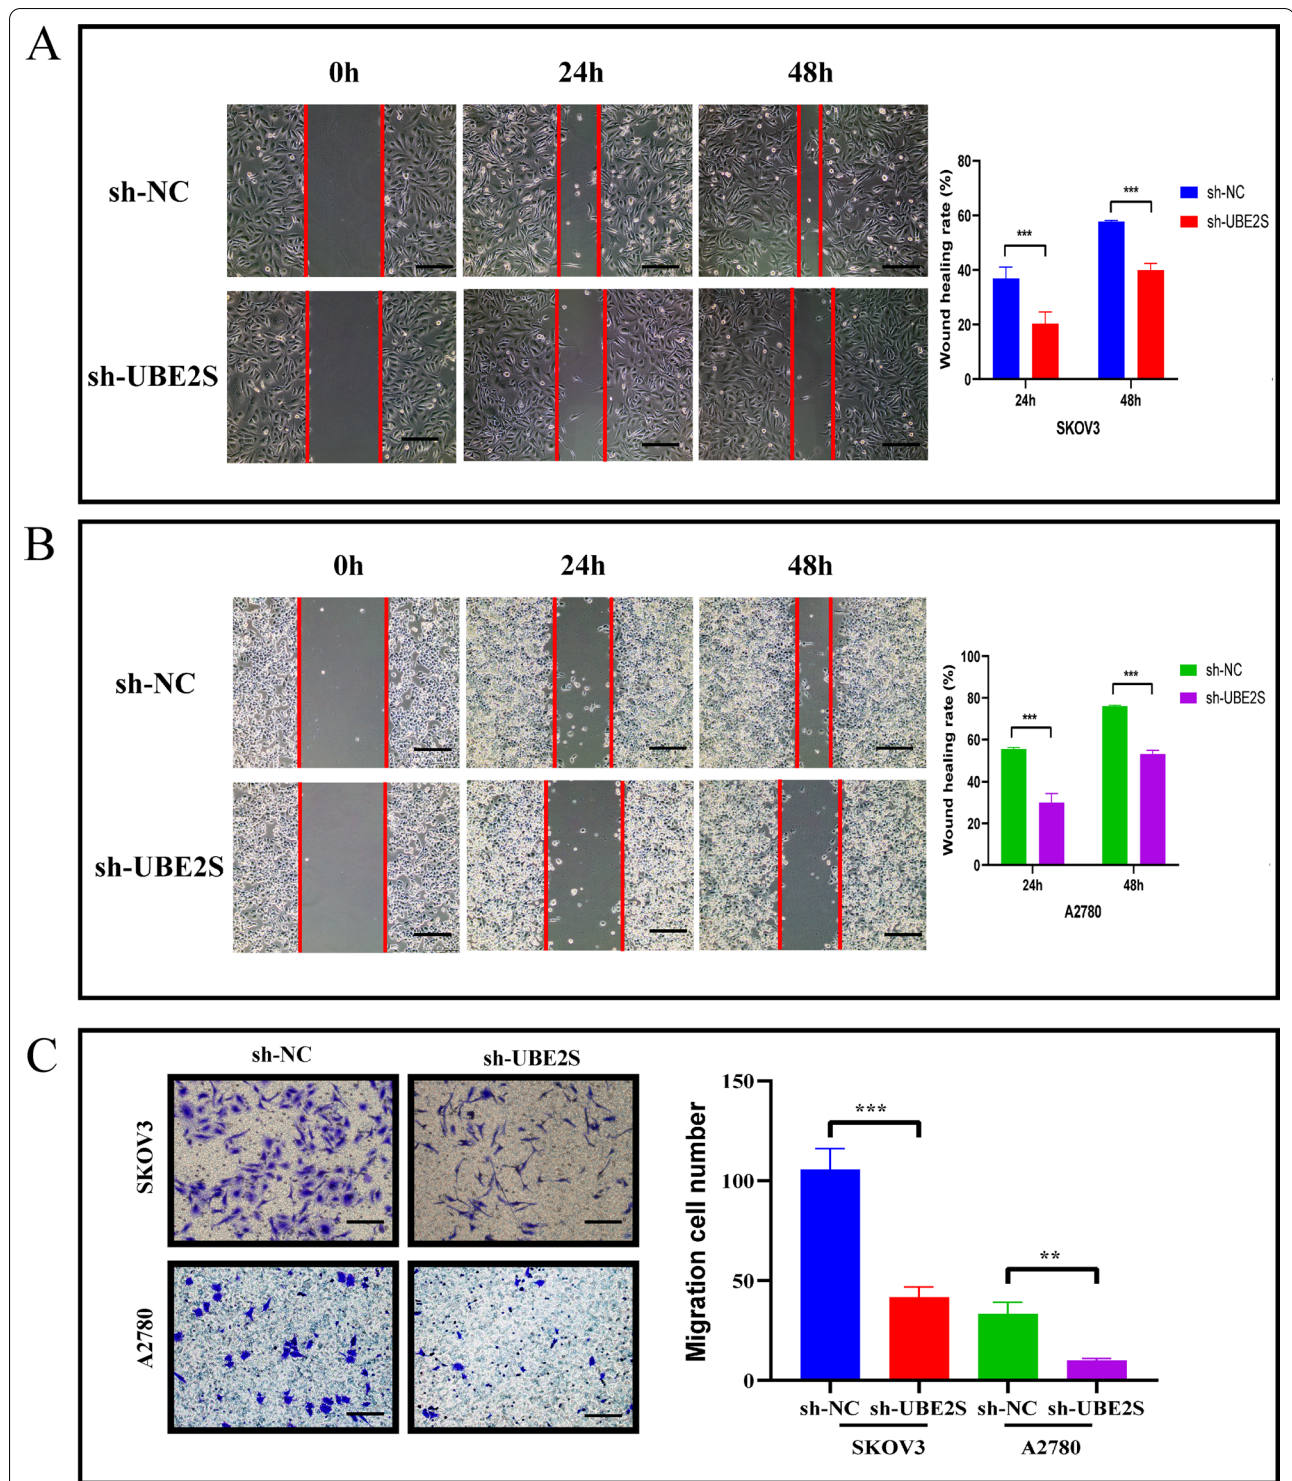 A
0h 24h 48h
sh-NC
sh-UBE2S
Wound healing rate (%)
80
60
40
20
0
***
***
24h 48h
SKOV3
sh-NC
sh-UBE2S
B
0h 24h 48h
sh-NC
sh-UBE2S
Wound healing rate (%)
100
80
60
40
20
0
***
***
24h 48h
A2780
sh-NC
sh-UBE2S
C
sh-NC sh-UBE2S
SKOV3
A2780
Migration cell number
150
100
50
0
***
**
sh-NC sh-UBE2S sh-NC sh-UBE2S
SKOV3 A2780